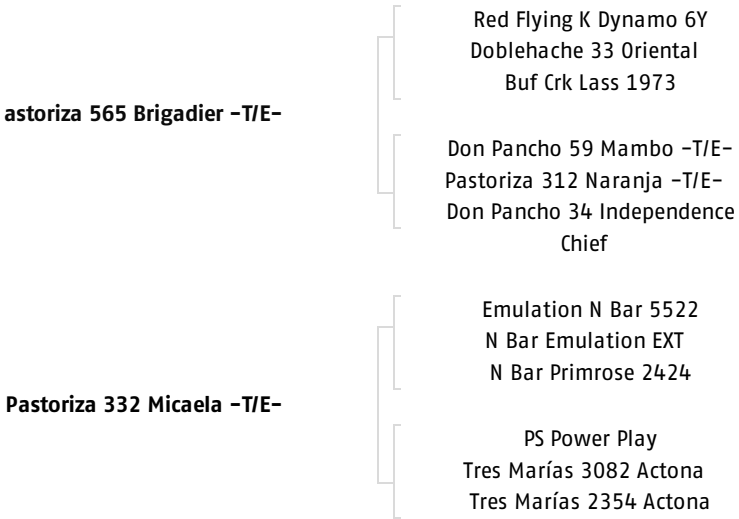 Red Flying K Dynamo 6Y
Doblehache 33 Oriental
Buf Crk Lass 1973
astoriza 565 Brigadier -T/E-
Don Pancho 59 Mambo -T/E-
Pastoriza 312 Naranja -T/E-
Don Pancho 34 Independence
Chief
Emulation N Bar 5522
N Bar Emulation EXT
N Bar Primrose 2424
Pastoriza 332 Micaela -T/E-
PS Power Play
Tres Marías 3082 Actona
Tres Marías 2354 Actona